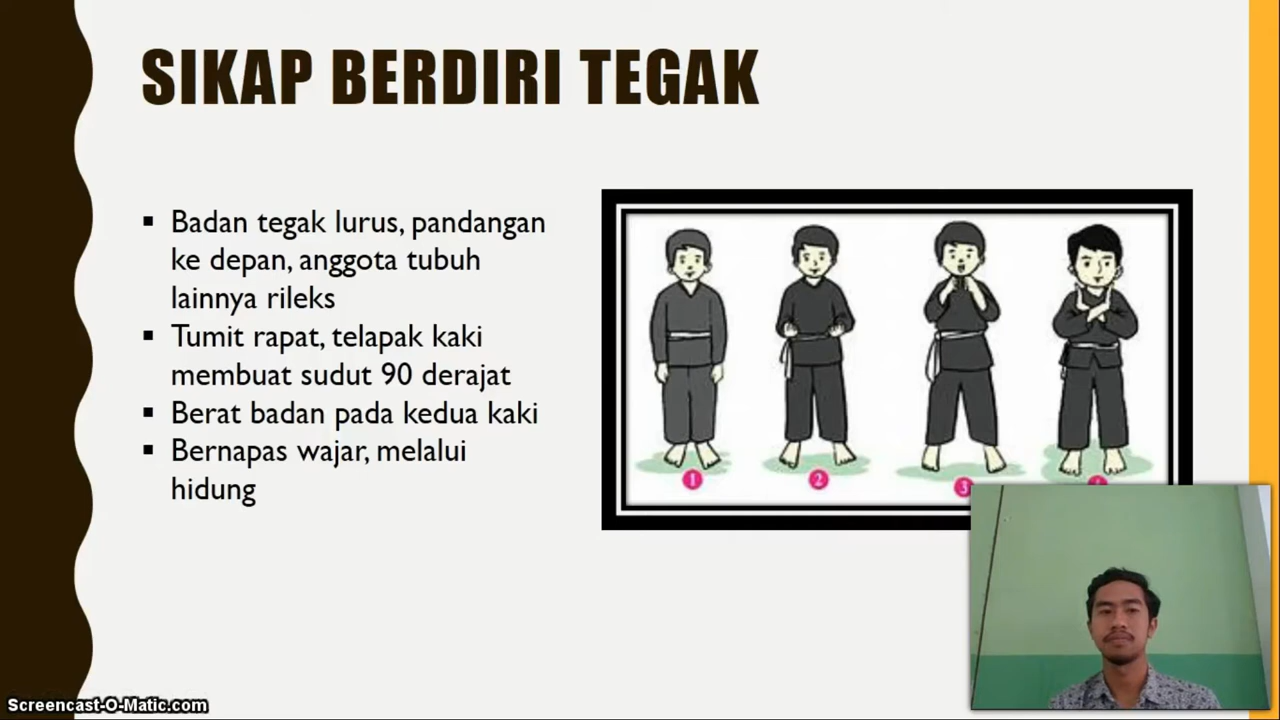 SIKAP BERDIRI TEGAK
▪ Badan tegak lurus, pandangan
ke depan, anggota tubuh
lainnya rileks
▪ Tumit rapat, telapak kaki
membuat sudut 90 derajat
▪ Berat badan pada kedua kaki
▪ Bernapas wajar, melalui
hidung
1 2 3
Screencast-O-Matic.com